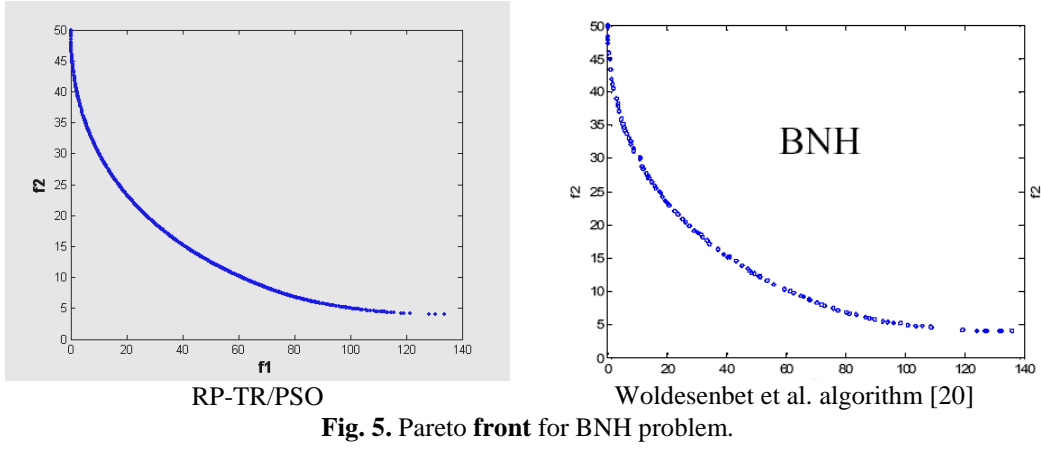 50
45
40
35
30
25
20
15
10
5
0
f2
0 20 40 60 80 100 120 140
f1
50
45
40
35
30
25
20
15
10
5
0
f2
BNH
f2
0 20 40 60 80 100 120 140
RP-TR/PSO
Woldesenbet et al. algorithm [20]
Fig. 5. Pareto front for BNH problem.